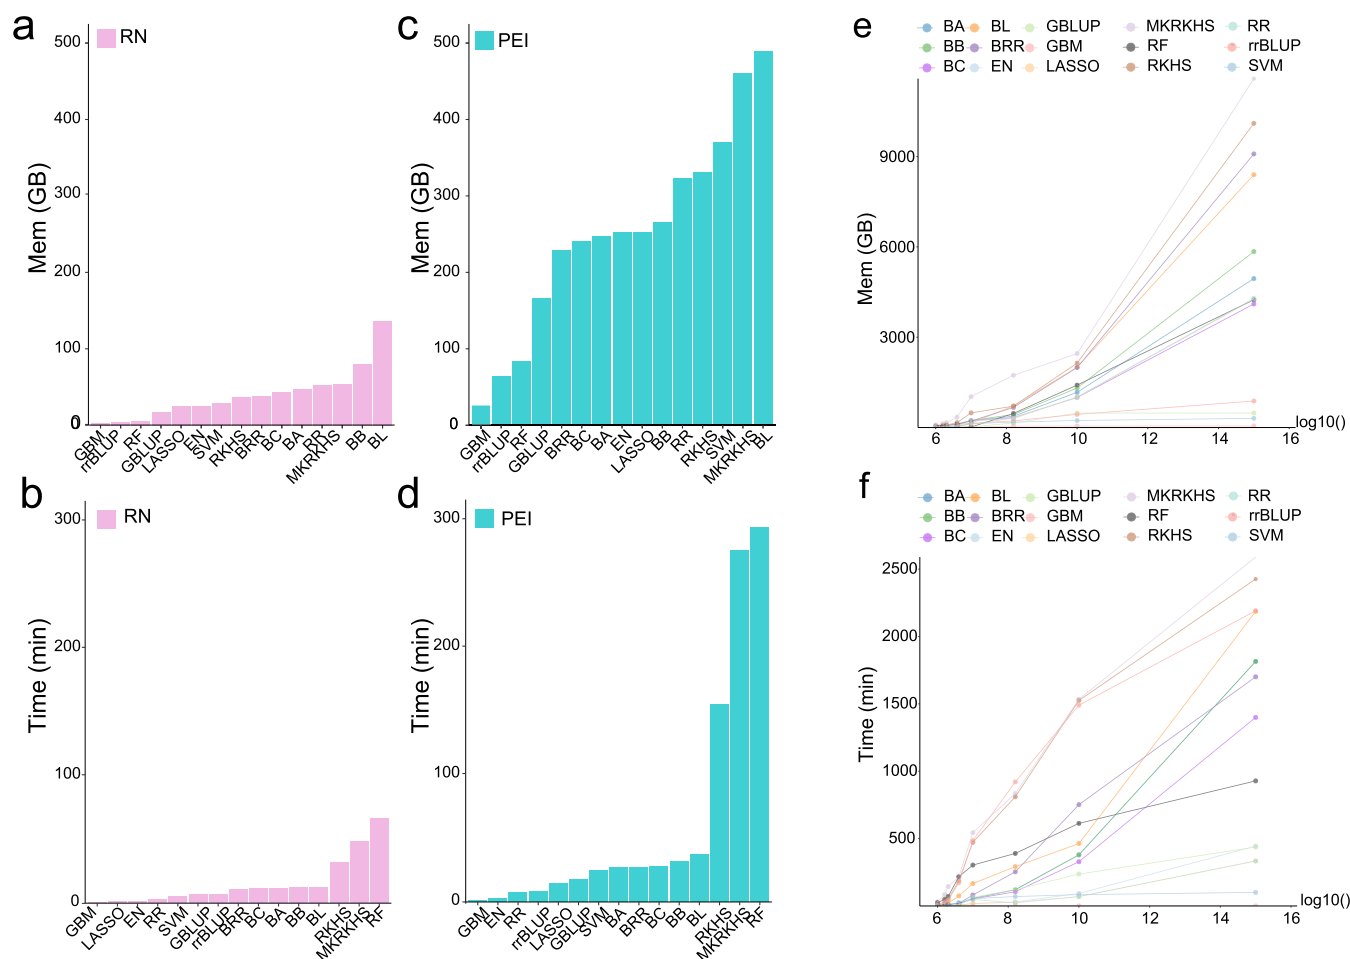 a
RN
500
400
300
200
100
0
0
Mem (GB)
GBM
rrBLUP
RF
GBLUP
LASSO
EN
SVM
RKHS
BRR
BC
BA
RR
MKRKHS
BB
BL
c
PEI
500
400
300
200
100
0
Mem (GB)
GBM
rrBLUP
RF
GBLUP
BRR
BC
BA
EN
LASSO
BB
RR
RKHS
SVM
MKRKHS
BL
e
BA BL GBLUP MKRKHS RR
BB BRR GBM RF rrBLUP
BC EN LASSO RKHS SVM
9000
6000
3000
Mem (GB)
6 8 10 12 14 16 log10()
b
RN
300
200
100
0
Time (min)
GBM
LASSO
EN
RR
SVM
GBLUP
rrBLUP
BRR
BC
BA
BB
BL
RKHS
MKRKHS
RF
d
PEI
300
200
100
0
Time (min)
GBM
EN
RR
rrBLUP
LASSO
GBLUP
SVM
BA
BRR
BC
BB
BL
RKHS
MKRKHS
RF
f
BA BL GBLUP MKRKHS RR
BB BRR GBM RF rrBLUP
BC EN LASSO RKHS SVM
2500
2000
1500
1000
500
Time (min)
6 8 10 12 14 16 log10()